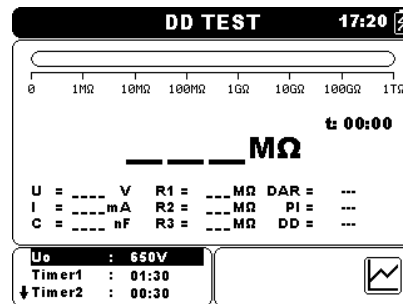 DD TEST 17:20
0 1MΩ 10MΩ 100MΩ 1GΩ 10GΩ 100GΩ 1TΩ
t: 00:00
_ _ _MΩ
U = ____ V R1 = ___MΩ DAR = ---
I = ____mA R2 = ___MΩ PI = ---
C = ____ nF R3 = ___MΩ DD = ---
Uo : 650V
Timer1 : 01:30
Timer2 : 00:30